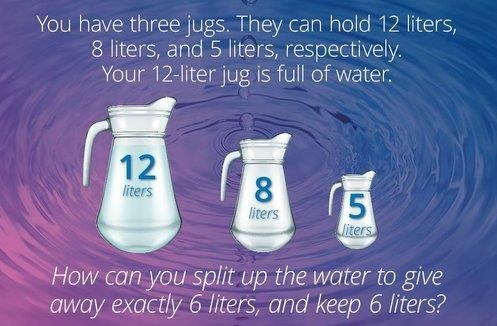 You have three jugs. They can hold 12 liters,
8 liters, and 5 liters, respectively.
Your 12-liter jug is full of water.
12
liters
8
liters
5
liters
How can you split up the water to give
away exactly 6 liters, and keep 6 liters?